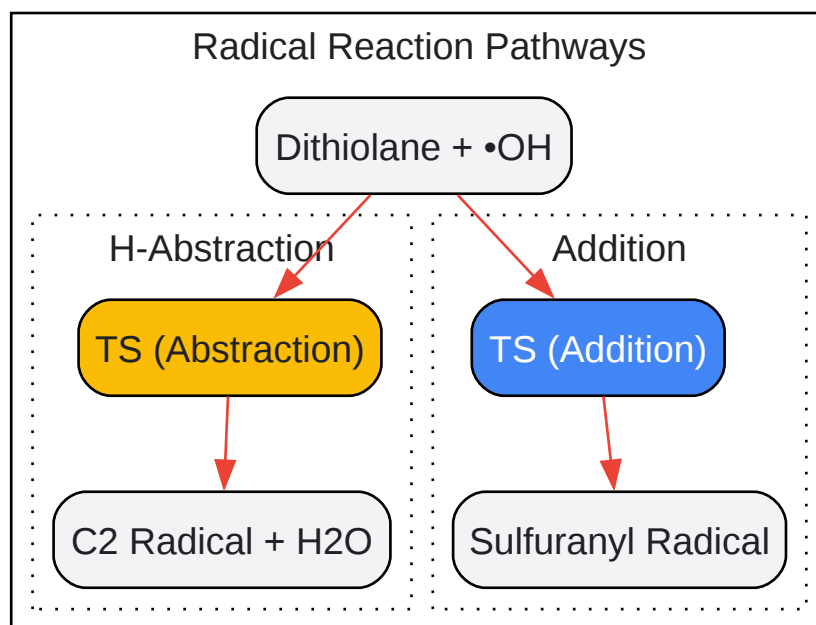 Radical Reaction Pathways
Dithiolane + •OH
H-Abstraction
Addition
TS (Abstraction)
TS (Addition)
C2 Radical + H2O
Sulfuranyl Radical